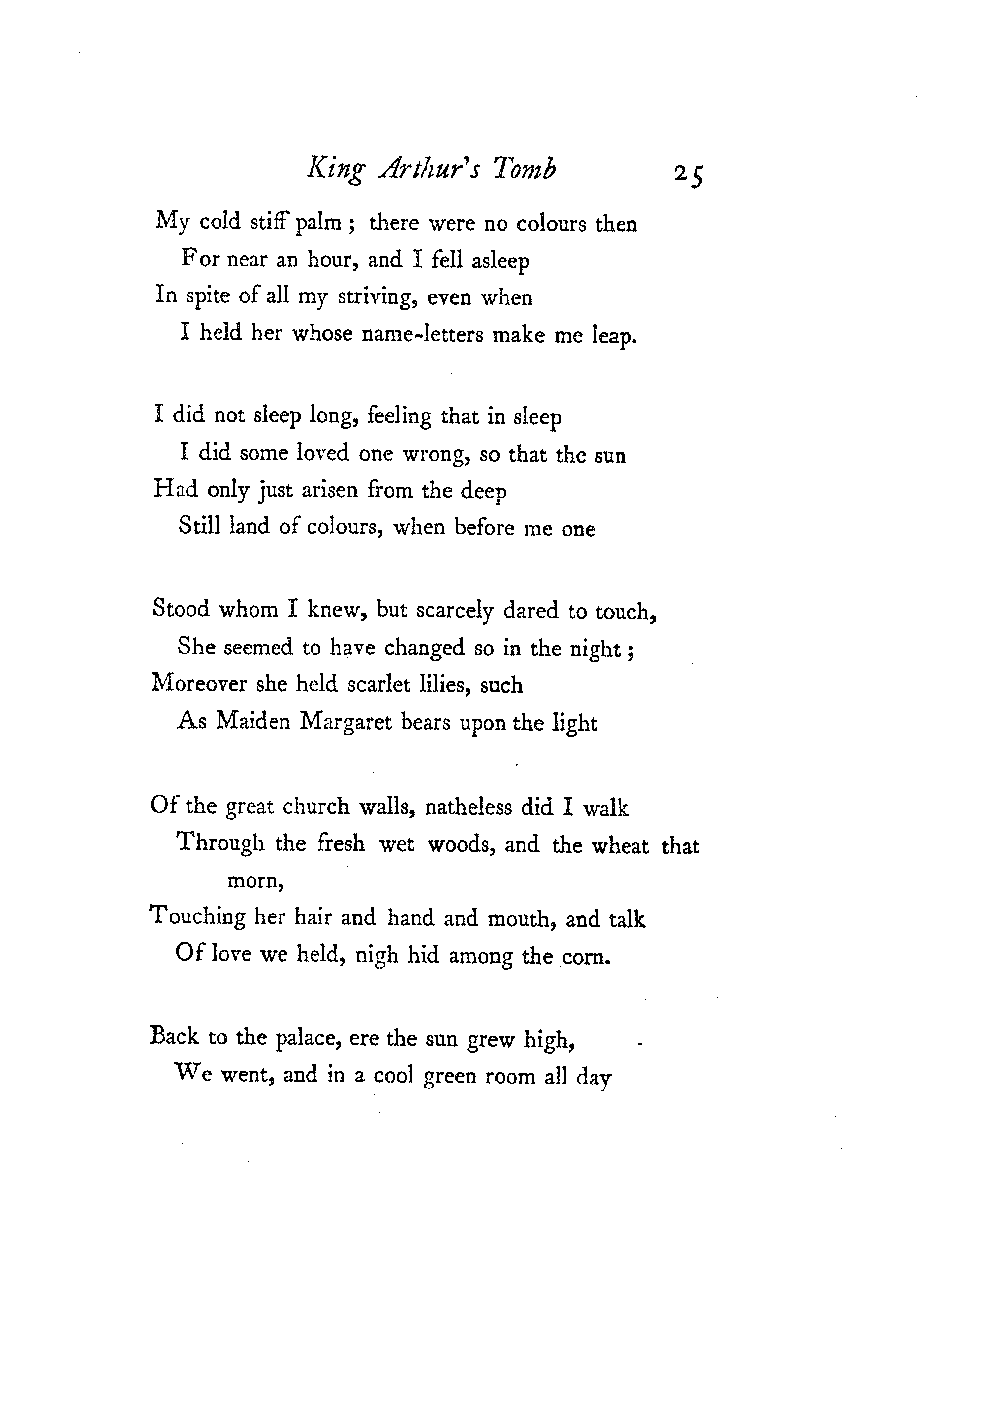 King Arthur's Tomb 25
My cold stiff palm ; there were no colours then
For near an hour, and I fell asleep
In spite of all my striving, even when
I held her whose name-letters make me leap.
I did not sleep long, feeling that in sleep
I did some loved one wrong, so that the sun
Had only just arisen from the deep
Still land of colours, when before me one
Stood whom I knew, but scarcely dared to touch,
She seemed to have changed so in the night ;
Moreover she held scarlet lilies, such
As Maiden Margaret bears upon the light
Of the great church walls, natheless did I walk
Through the fresh wet woods, and the wheat that
morn,
Touching her hair and hand and mouth, and talk
Of love we held, nigh hid among the corn.
Back to the palace, ere the sun grew high,
We went, and in a cool green room all day